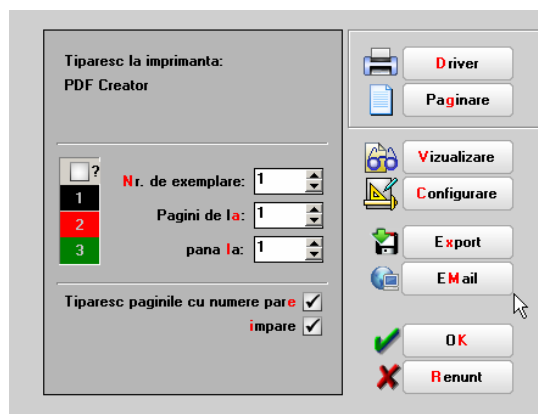 Tiparesc la imprimanta:
PDF Creator
?
1
2
3
Nr. de exemplare: 1
Pagini de la: 1
pana la: 1
Tiparesc paginile cu numere pare
impare
Driver
Paginare
Vizualizare
Configurare
Export
EMail
OK
Renunt